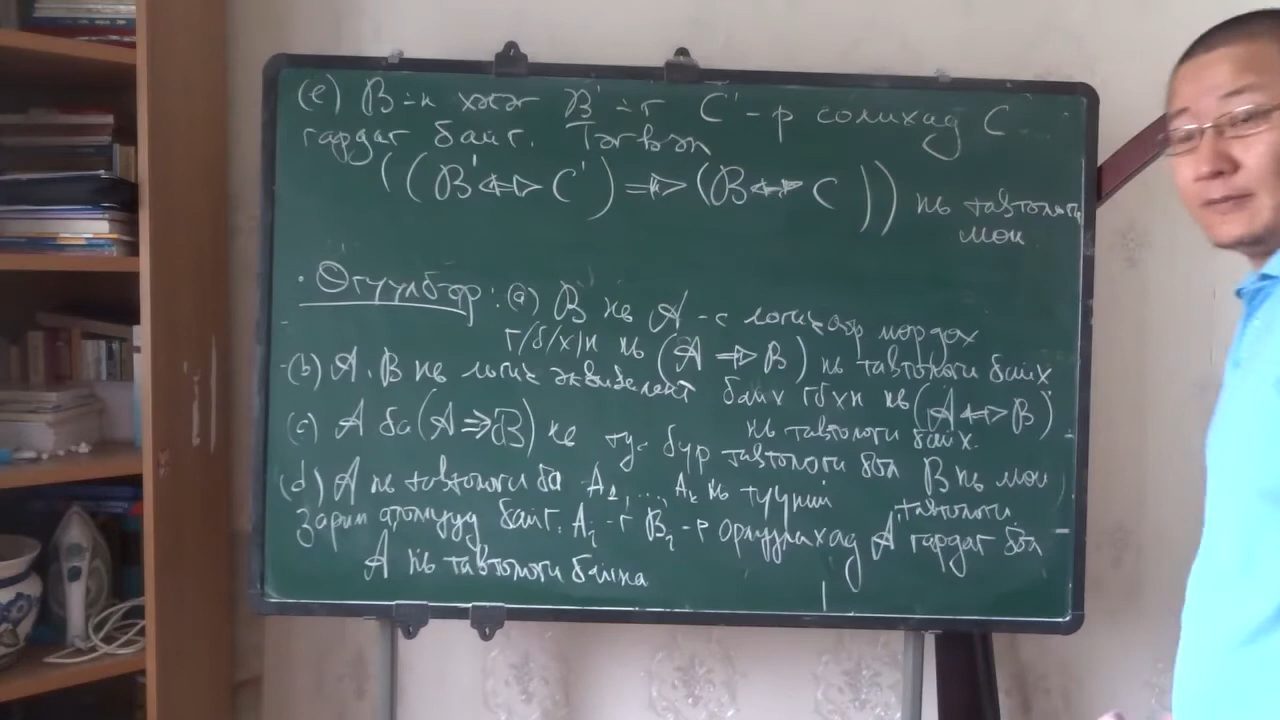 (e) B-н хэсэг B'-г C'-р солиход C
гардаг байг. Тэгвэл
((B' ⟺ C') ⟹ (B ⟺ C)) нь тавтологи
мөн.
· Өгүүлбэр: (a) B нь A-с логикоор мөрдөх
г/б/х/н нь (A ⟹ B) нь тавтологи байх
(b) A, B нь логик эквивалент байх гбхн нь (A ⟺ B)
нь тавтологи байх.
(c) A ба (A ⟹ B) нь тус бүр тавтологи бол B нь мөн
тавтологи
(d) A нь тавтологи ба A₁, ..., Aₖ нь түүний
зарим атомууд байг. Aᵢ-г Bᵢ-р орлуулахад A гардаг бол
A нь тавтологи байна